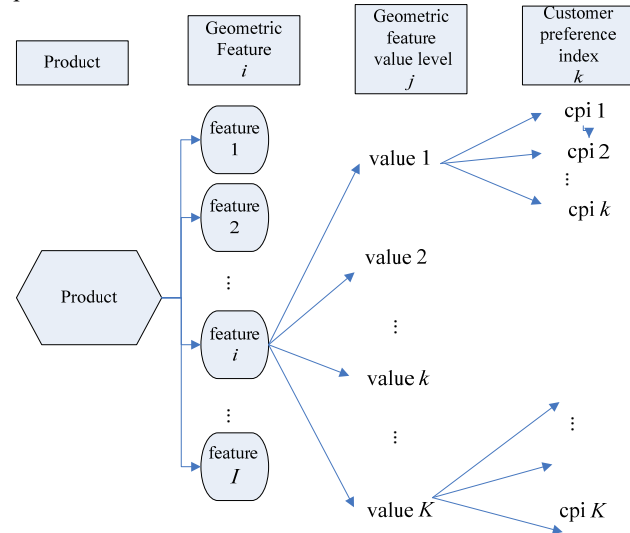 Product
Geometric
Feature
i
Geometric
feature
value level
j
Customer
preference
index
k
feature
1
feature
2
⋮
feature
i
⋮
feature
I
Product
value 1
value 2
⋮
value k
⋮
value K
cpi 1
cpi 2
⋮
cpi k
⋮
cpi K